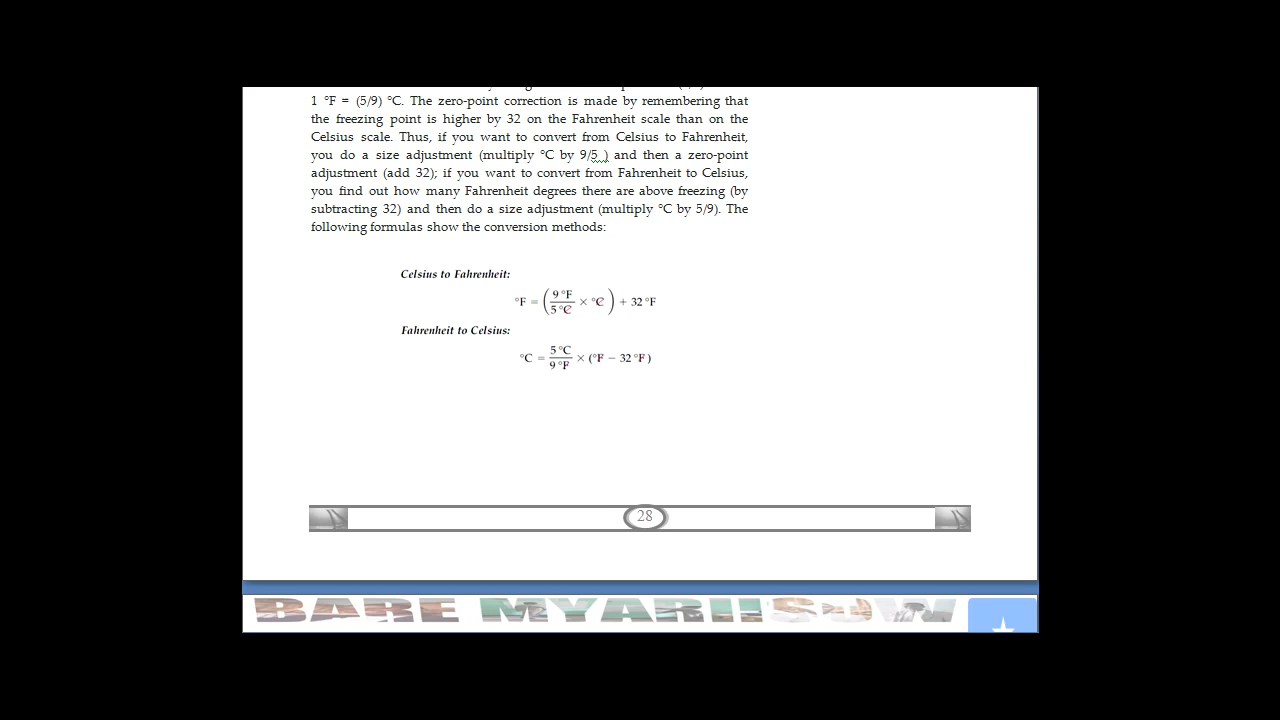 1 °F = (5/9) °C. The zero-point correction is made by remembering that
the freezing point is higher by 32 on the Fahrenheit scale than on the
Celsius scale. Thus, if you want to convert from Celsius to Fahrenheit,
you do a size adjustment (multiply °C by 9/5 ) and then a zero-point
adjustment (add 32); if you want to convert from Fahrenheit to Celsius,
you find out how many Fahrenheit degrees there are above freezing (by
subtracting 32) and then do a size adjustment (multiply °C by 5/9). The
following formulas show the conversion methods:
Celsius to Fahrenheit:
°F = (9 °F / 5 °C × °C) + 32 °F
Fahrenheit to Celsius:
°C = 5 °C / 9 °F × (°F − 32 °F)
28
BARE MYARIISOW